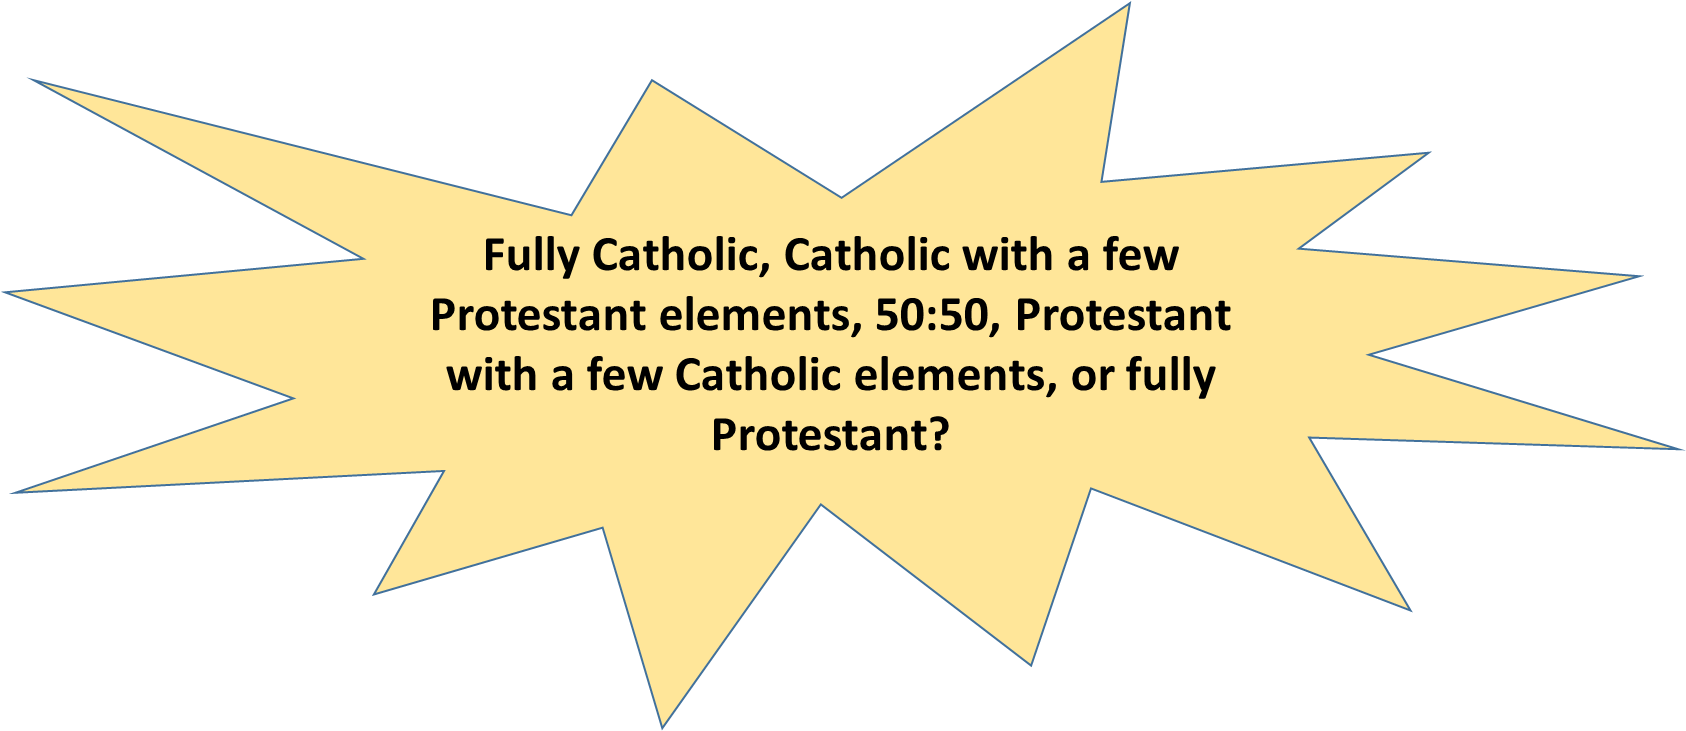 Fully Catholic, Catholic with a few
Protestant elements, 50:50, Protestant
with a few Catholic elements, or fully
Protestant?